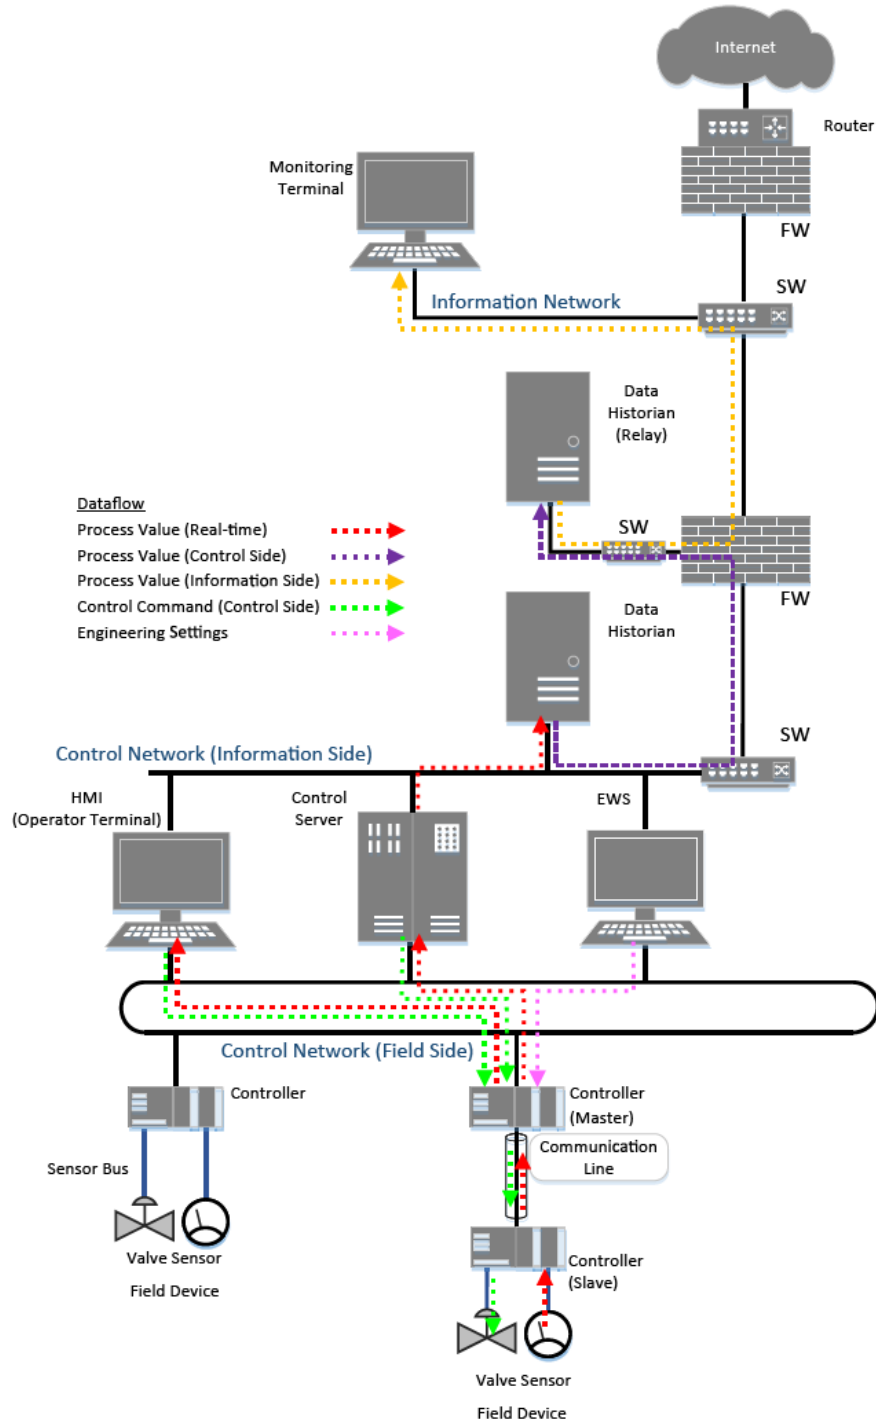 Internet
Router
FW
Monitoring
Terminal
SW
Information Network
Data
Historian
(Relay)
Dataflow
Process Value (Real-time)
Process Value (Control Side)
Process Value (Information Side)
Control Command (Control Side)
Engineering Settings
SW
FW
Data
Historian
SW
Control Network (Information Side)
HMI
(Operator Terminal)
Control
Server
EWS
Control Network (Field Side)
Controller
Controller
(Master)
Communication
Line
Sensor Bus
Valve Sensor
Field Device
Controller
(Slave)
Valve Sensor
Field Device